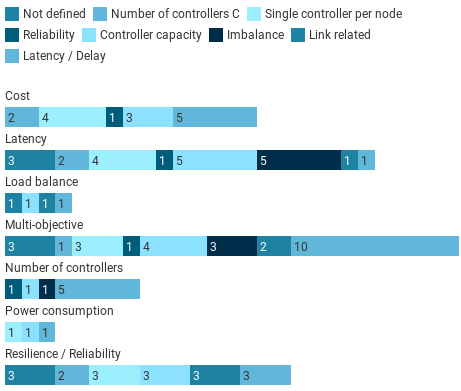 Not defined Number of controllers C Single controller per node
Reliability Controller capacity Imbalance Link related
Latency / Delay
Cost
2 4 1 3 5
Latency
3 2 4 1 5 5 1 1
Load balance
1 1 1 1
Multi-objective
3 1 3 1 4 3 2 10
Number of controllers
1 1 1 5
Power consumption
1 1 1
Resilience / Reliability
3 2 3 3 3 3